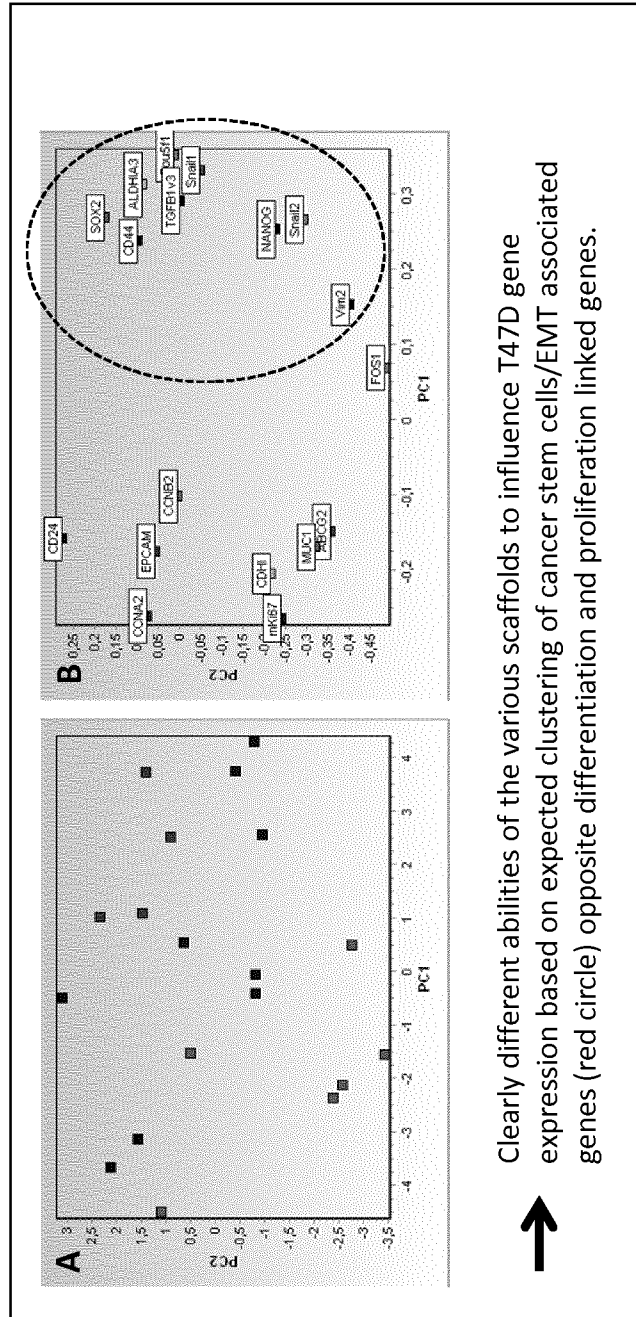 A
PC2
3
2,5
2
1,5
1
0,5
0
-0,5
-1
-1,5
-2
-2,5
-3
-3,5
-4
-3
-2
-1
0
1
2
3
4
PC1
B
PC2
0,25
0,2
0,15
0,1
0,05
0
-0,05
-0,1
-0,15
-0,2
-0,25
-0,3
-0,35
-0,4
-0,45
CD24
CCNA2
EPCAM
CCNB2
CDHI
mKi67
MUC1
ABCG2
SOX2
ALDHIA3
CD44
ou5f1
TGFB1v3
Snail1
NANOG
Snail2
Vim2
FOS1
-0,2
-0,1
0
0,1
0,2
0,3
PC1
Clearly different abilities of the various scaffolds to influence T47D gene
expression based on expected clustering of cancer stem cells/EMT associated
genes (red circle) opposite differentiation and proliferation linked genes.